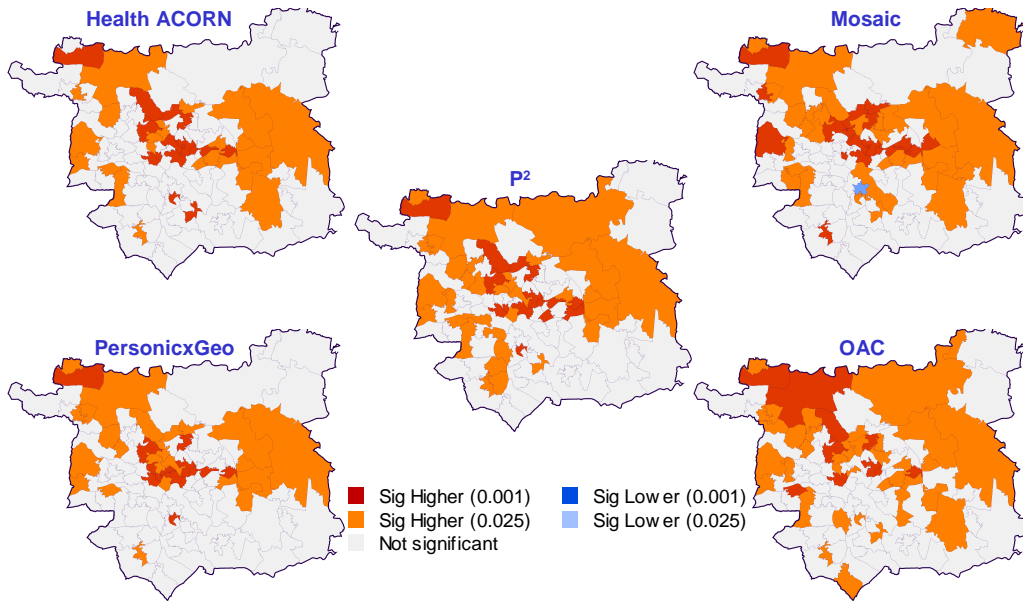 Health ACORN
Mosaic
P²
PersonicxGeo
OAC
Sig Higher (0.001)
Sig Lower (0.001)
Sig Higher (0.025)
Sig Lower (0.025)
Not significant